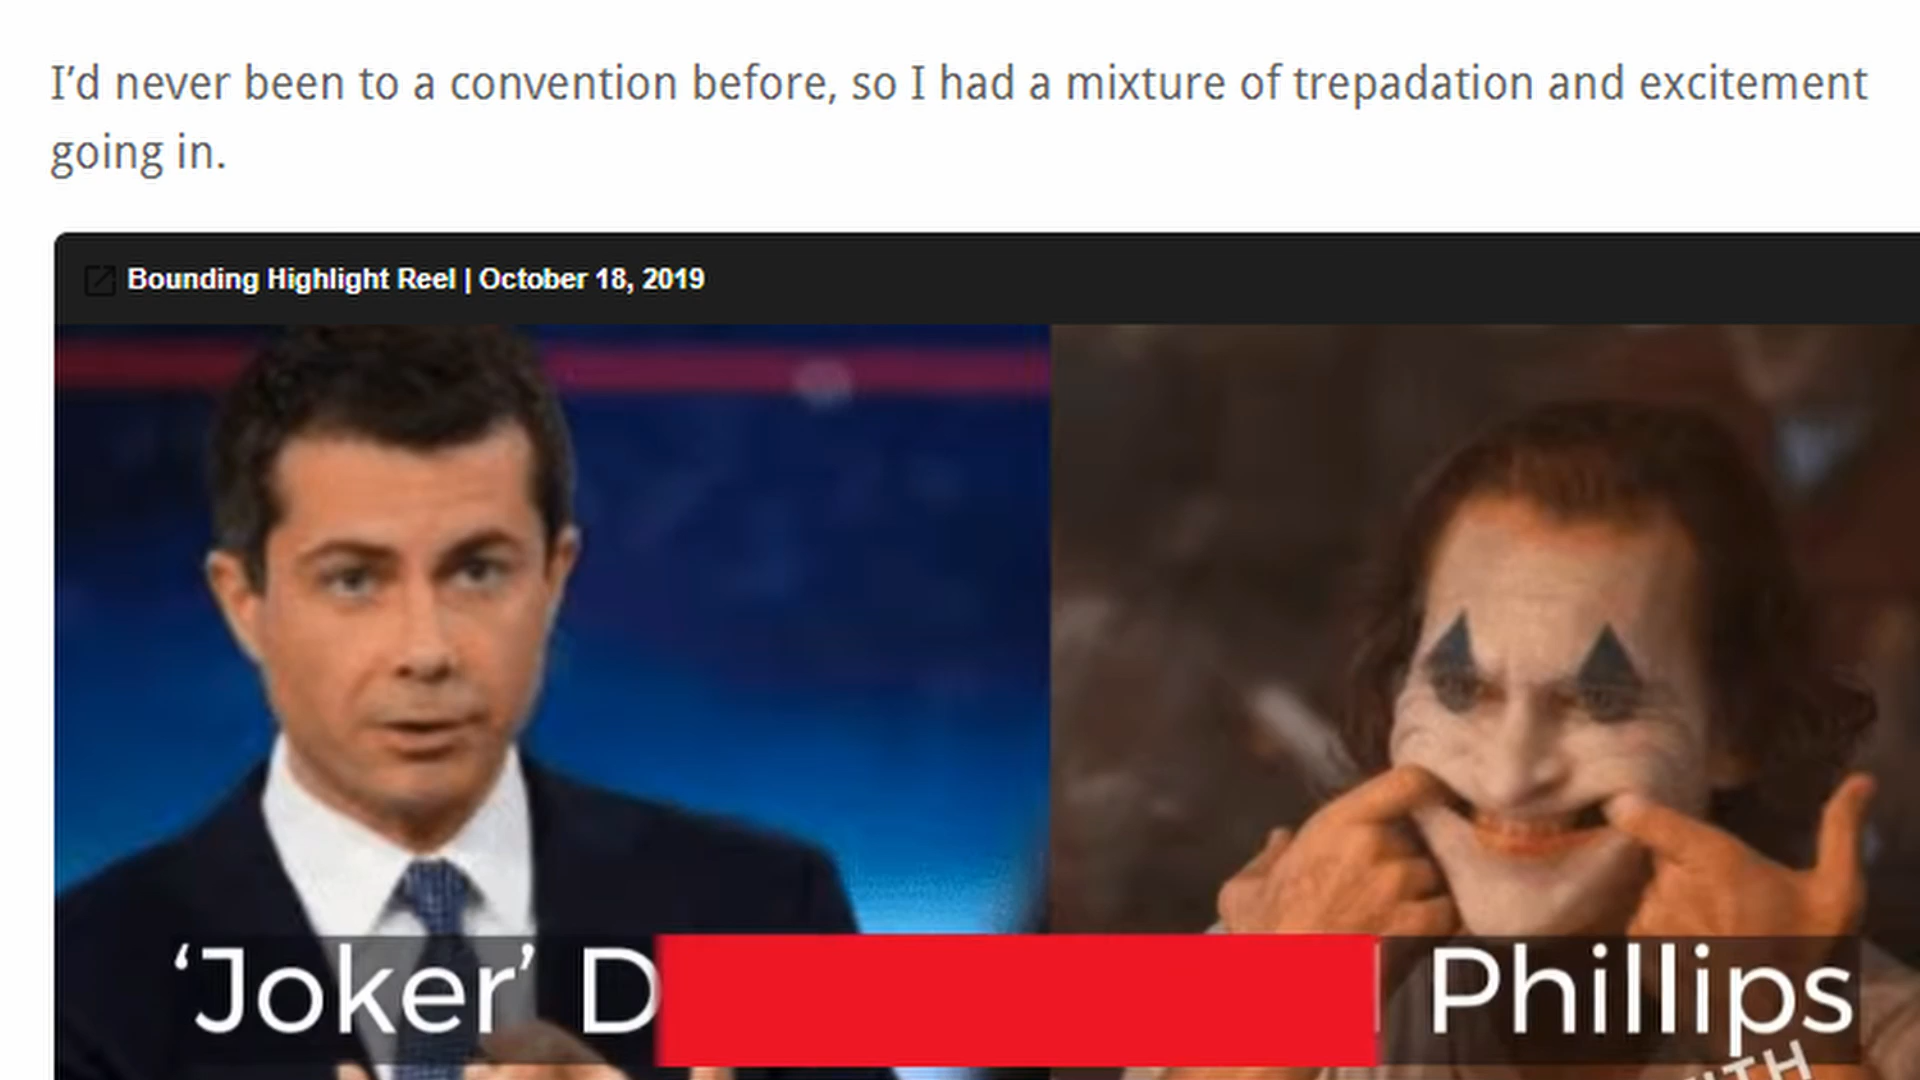 I’d never been to a convention before, so I had a mixture of trepadation and excitement
going in.
Bounding Highlight Reel | October 18, 2019
‘Joker’ D Phillips